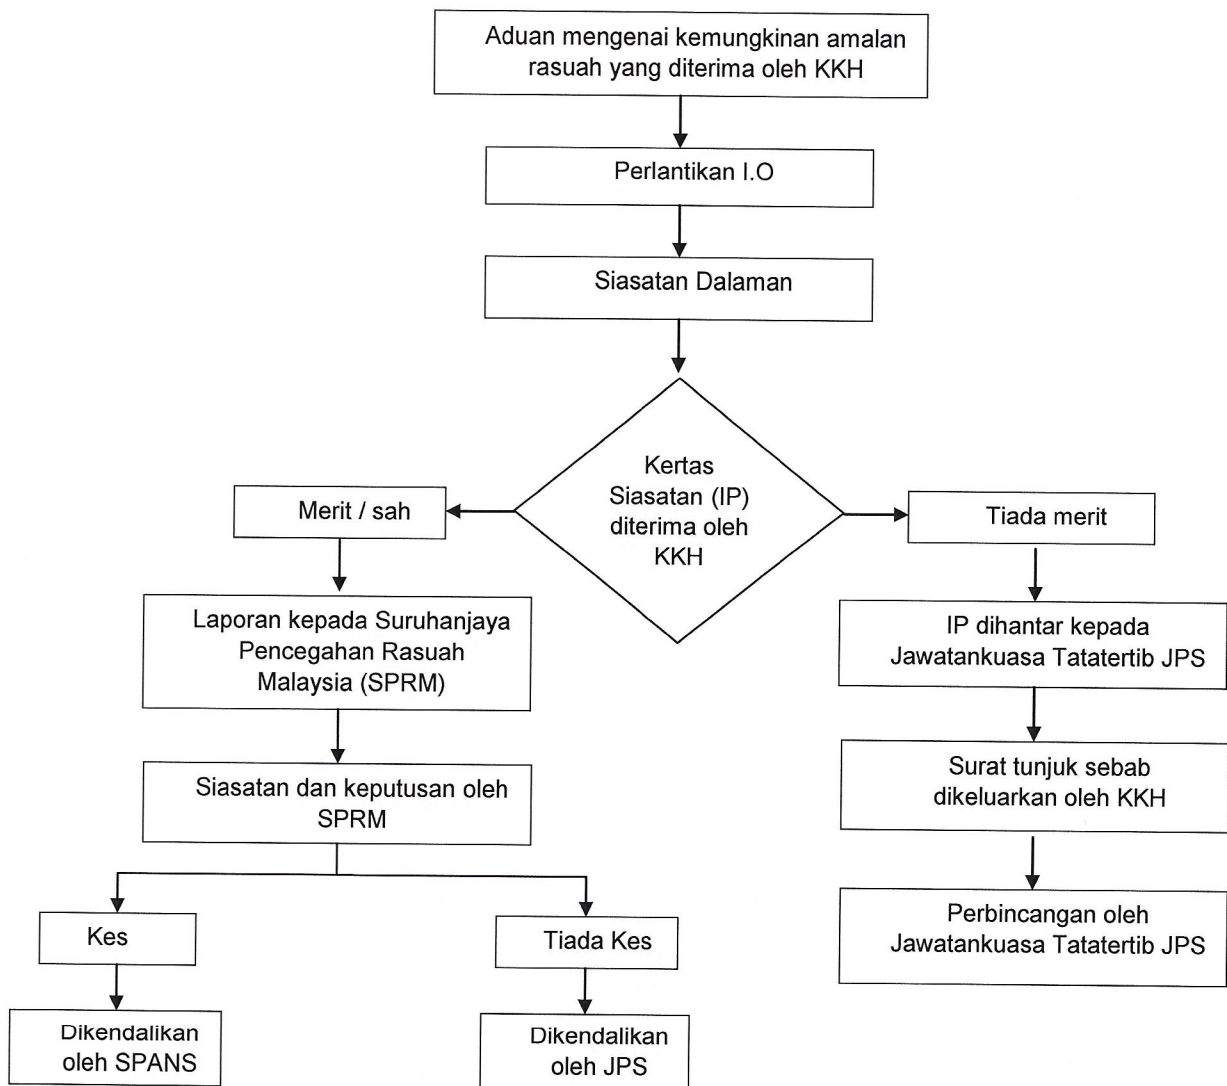 Aduan mengenai kemungkinan amalan
rasuah yang diterima oleh KKH
Perlantikan I.O
Siasatan Dalaman
Kertas
Siasatan (IP)
diterima oleh
KKH
Merit / sah
Laporan kepada Suruhanjaya
Pencegahan Rasuah
Malaysia (SPRM)
Siasatan dan keputusan oleh
SPRM
Kes
Dikendalikan
oleh SPANS
Tiada Kes
Dikendalikan
oleh JPS
Tiada merit
IP dihantar kepada
Jawatankuasa Tatatertib JPS
Surat tunjuk sebab
dikeluarkan oleh KKH
Perbincangan oleh
Jawatankuasa Tatatertib JPS